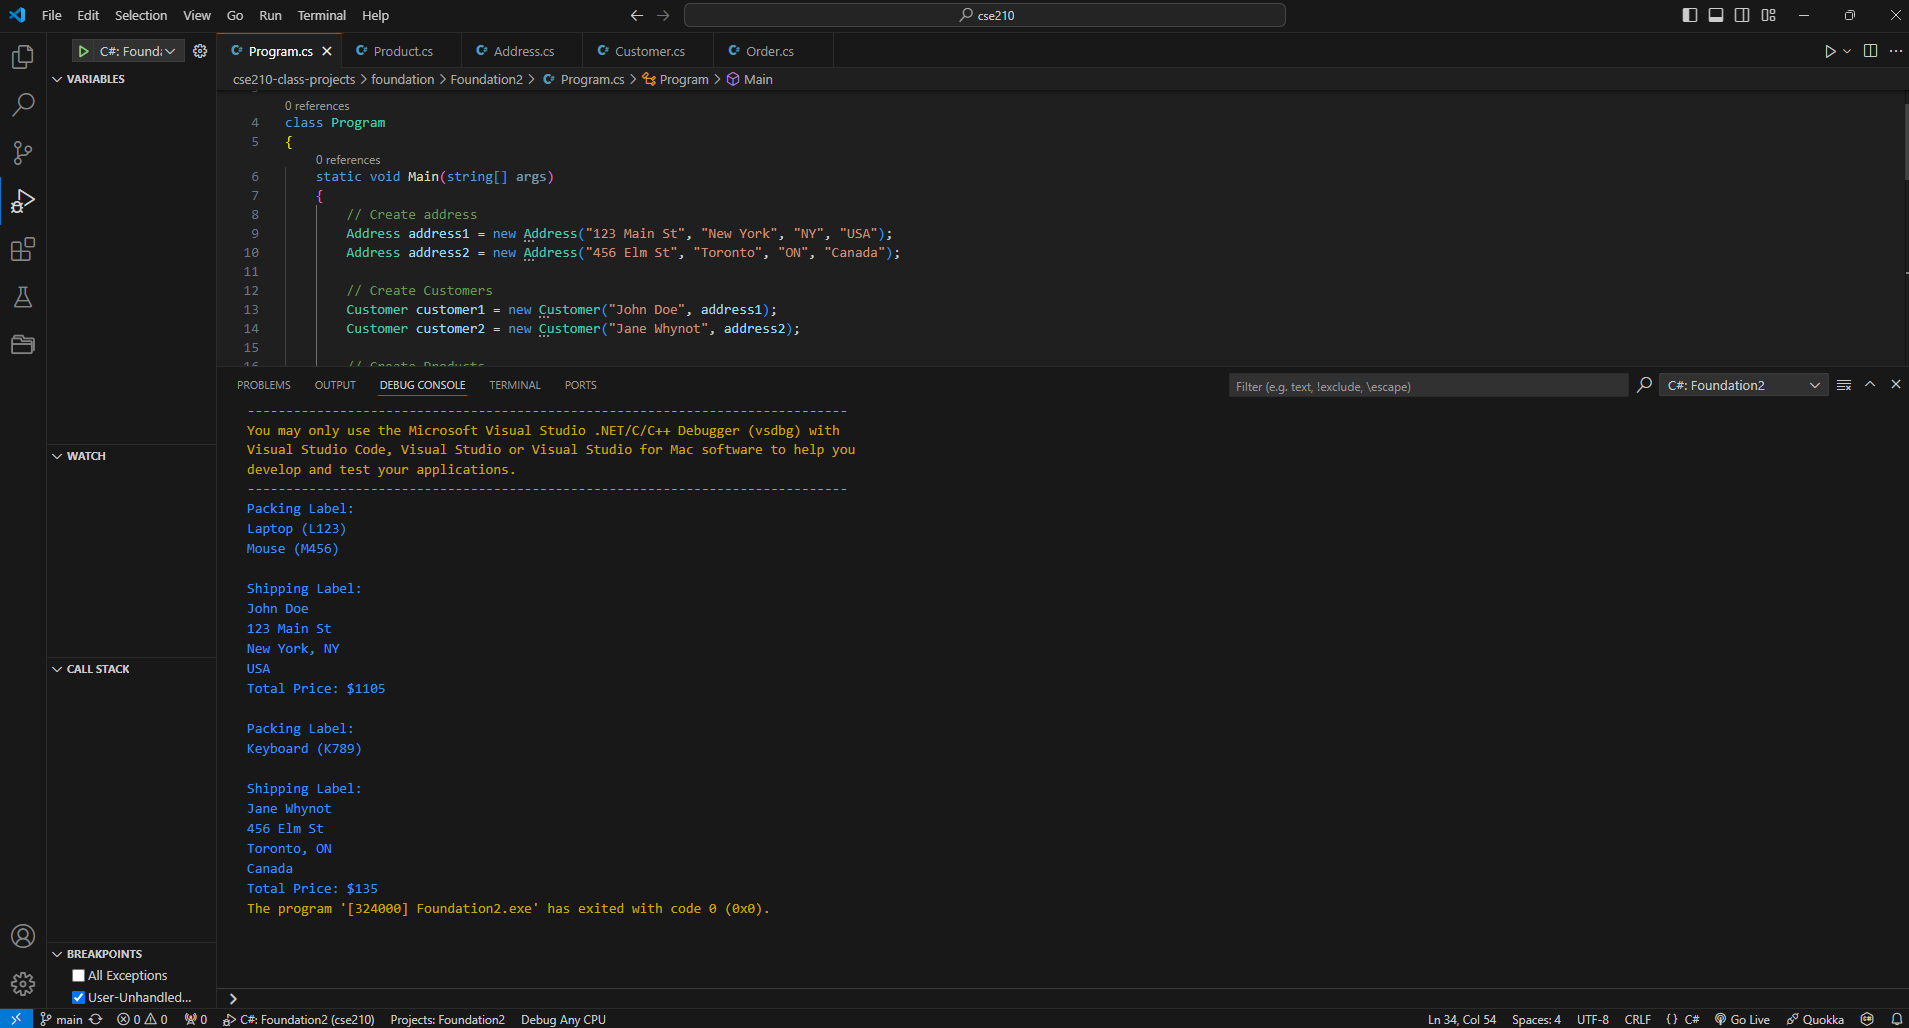 File Edit Selection View Go Run Terminal Help
cse210
C#: Found
Program.cs Product.cs Address.cs Customer.cs Order.cs
VARIABLES
cse210-class-projects > foundation > Foundation2 > Program.cs > Program > Main
0 references
4 class Program
5 {
0 references
6 static void Main(string[] args)
7 {
8 // Create address
9 Address address1 = new Address("123 Main St", "New York", "NY", "USA");
10 Address address2 = new Address("456 Elm St", "Toronto", "ON", "Canada");
11
12 // Create Customers
13 Customer customer1 = new Customer("John Doe", address1);
14 Customer customer2 = new Customer("Jane Whynot", address2);
15
16 // Create Products
PROBLEMS OUTPUT DEBUG CONSOLE TERMINAL PORTS
Filter (e.g. text, !exclude, \escape)
C#: Foundation2
------------------------------------------------------------------------------
You may only use the Microsoft Visual Studio .NET/C/C++ Debugger (vsdbg) with
Visual Studio Code, Visual Studio or Visual Studio for Mac software to help you
develop and test your applications.
------------------------------------------------------------------------------
Packing Label:
Laptop (L123)
Mouse (M456)
Shipping Label:
John Doe
123 Main St
New York, NY
USA
Total Price: $1105
Packing Label:
Keyboard (K789)
Shipping Label:
Jane Whynot
456 Elm St
Toronto, ON
Canada
Total Price: $135
The program '[324000] Foundation2.exe' has exited with code 0 (0x0).
>
WATCH
CALL STACK
BREAKPOINTS
All Exceptions
User-Unhandled...
main 0 0 0 C#: Foundation2 (cse210) Projects: Foundation2 Debug Any CPU
Ln 34, Col 54 Spaces: 4 UTF-8 CRLF {} C# Go Live Quokka